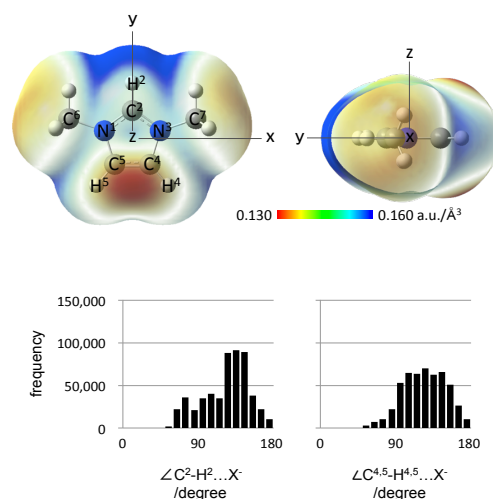 y
H²
C⁶ C² C⁷
N¹ N³
z x
C⁵ C⁴
H⁵ H⁴
z
y x
0.130 0.160 a.u./Å³
150,000
100,000
50,000
0
frequency
0 90 180
∠C²-H²...X⁻
/degree
0 90 180
∠C⁴,⁵-H⁴,⁵...X⁻
/degree